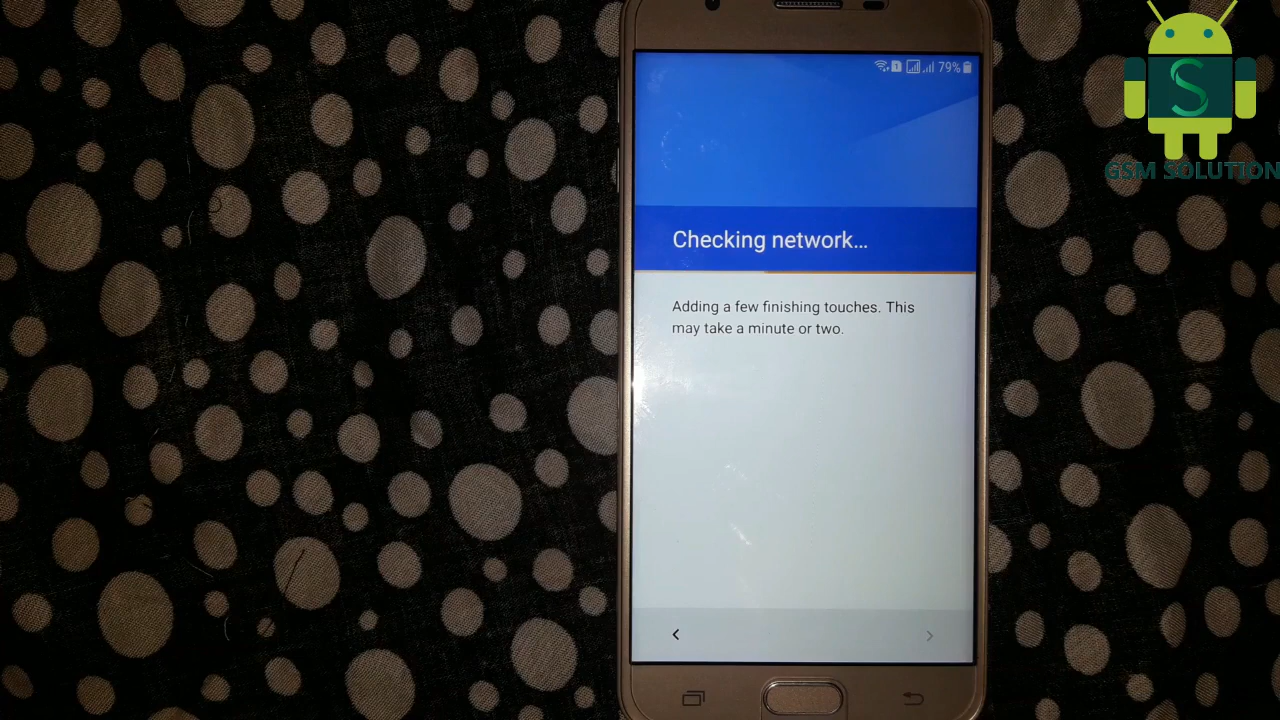 79%
S
GSM SOLUTION
Checking network...
Adding a few finishing touches. This
may take a minute or two.